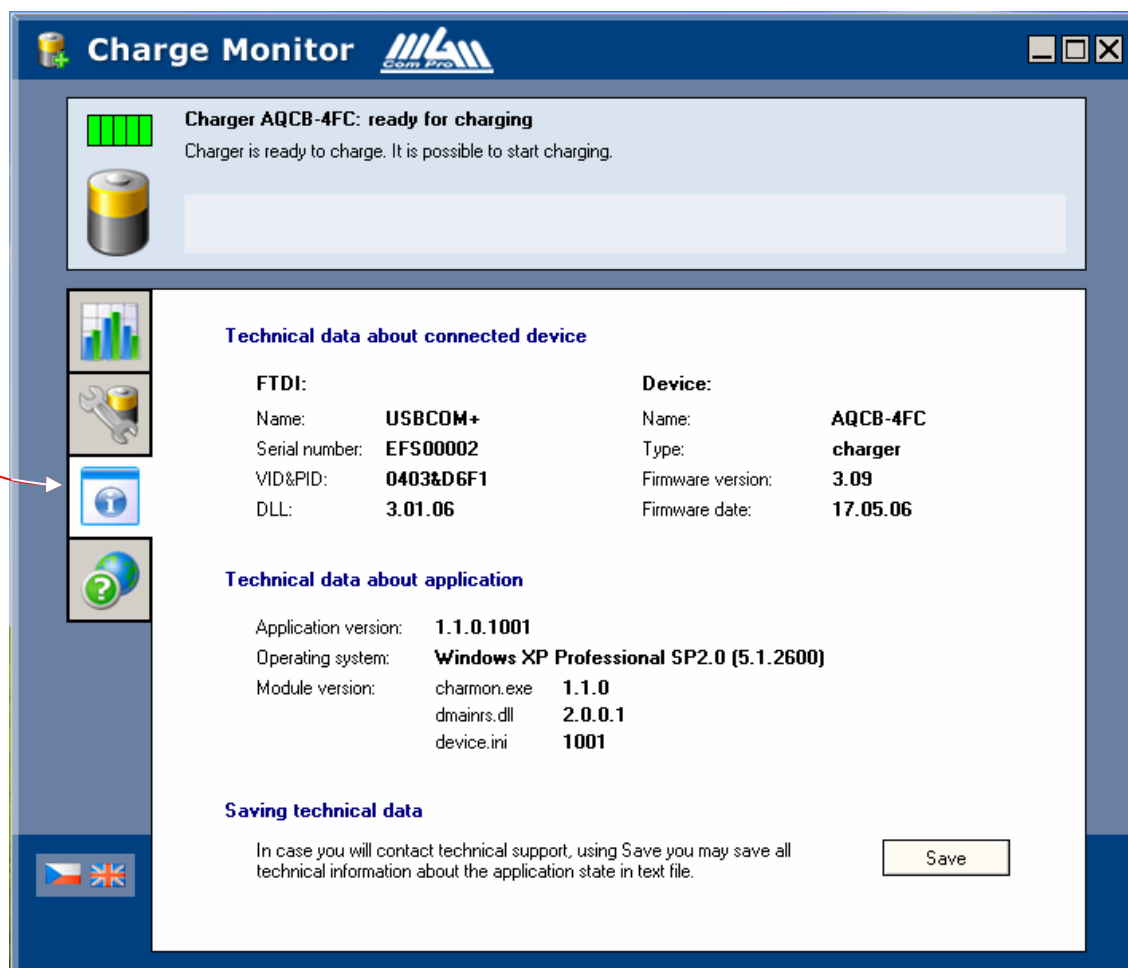 Charge Monitor
MGM
Com Pro
Charger AQCB-4FC: ready for charging
Charger is ready to charge. It is possible to start charging.
Technical data about connected device
FTDI: Device:
Name: USBCOM+ Name: AQCB-4FC
Serial number: EFS00002 Type: charger
VID&PID: 0403&D6F1 Firmware version: 3.09
DLL: 3.01.06 Firmware date: 17.05.06
Technical data about application
Application version: 1.1.0.1001
Operating system: Windows XP Professional SP2.0 (5.1.2600)
Module version: charmon.exe 1.1.0
dmainrs.dll 2.0.0.1
device.ini 1001
Saving technical data
In case you will contact technical support, using Save you may save all
technical information about the application state in text file.
Save